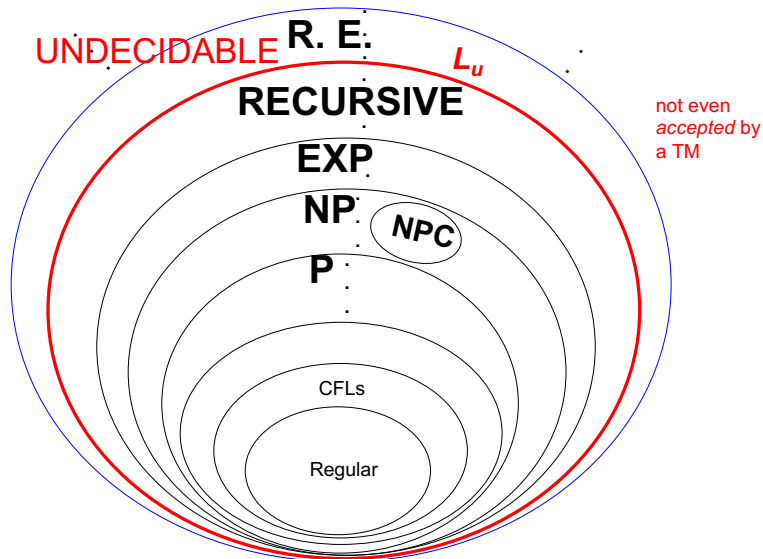 R. E.
UNDECIDABLE
L_u
RECURSIVE
not even
accepted by
a TM
EXP
NP
NPC
P
CFLs
Regular